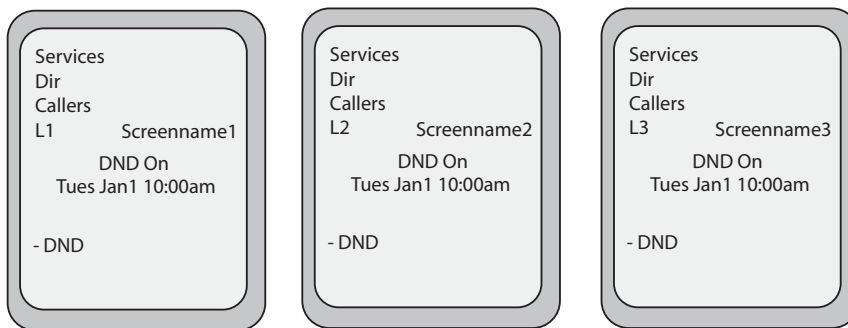 Services
Dir
Callers
L1 Screenname1
DND On
Tues Jan1 10:00am
- DND
Services
Dir
Callers
L2 Screenname2
DND On
Tues Jan1 10:00am
- DND
Services
Dir
Callers
L3 Screenname3
DND On
Tues Jan1 10:00am
- DND